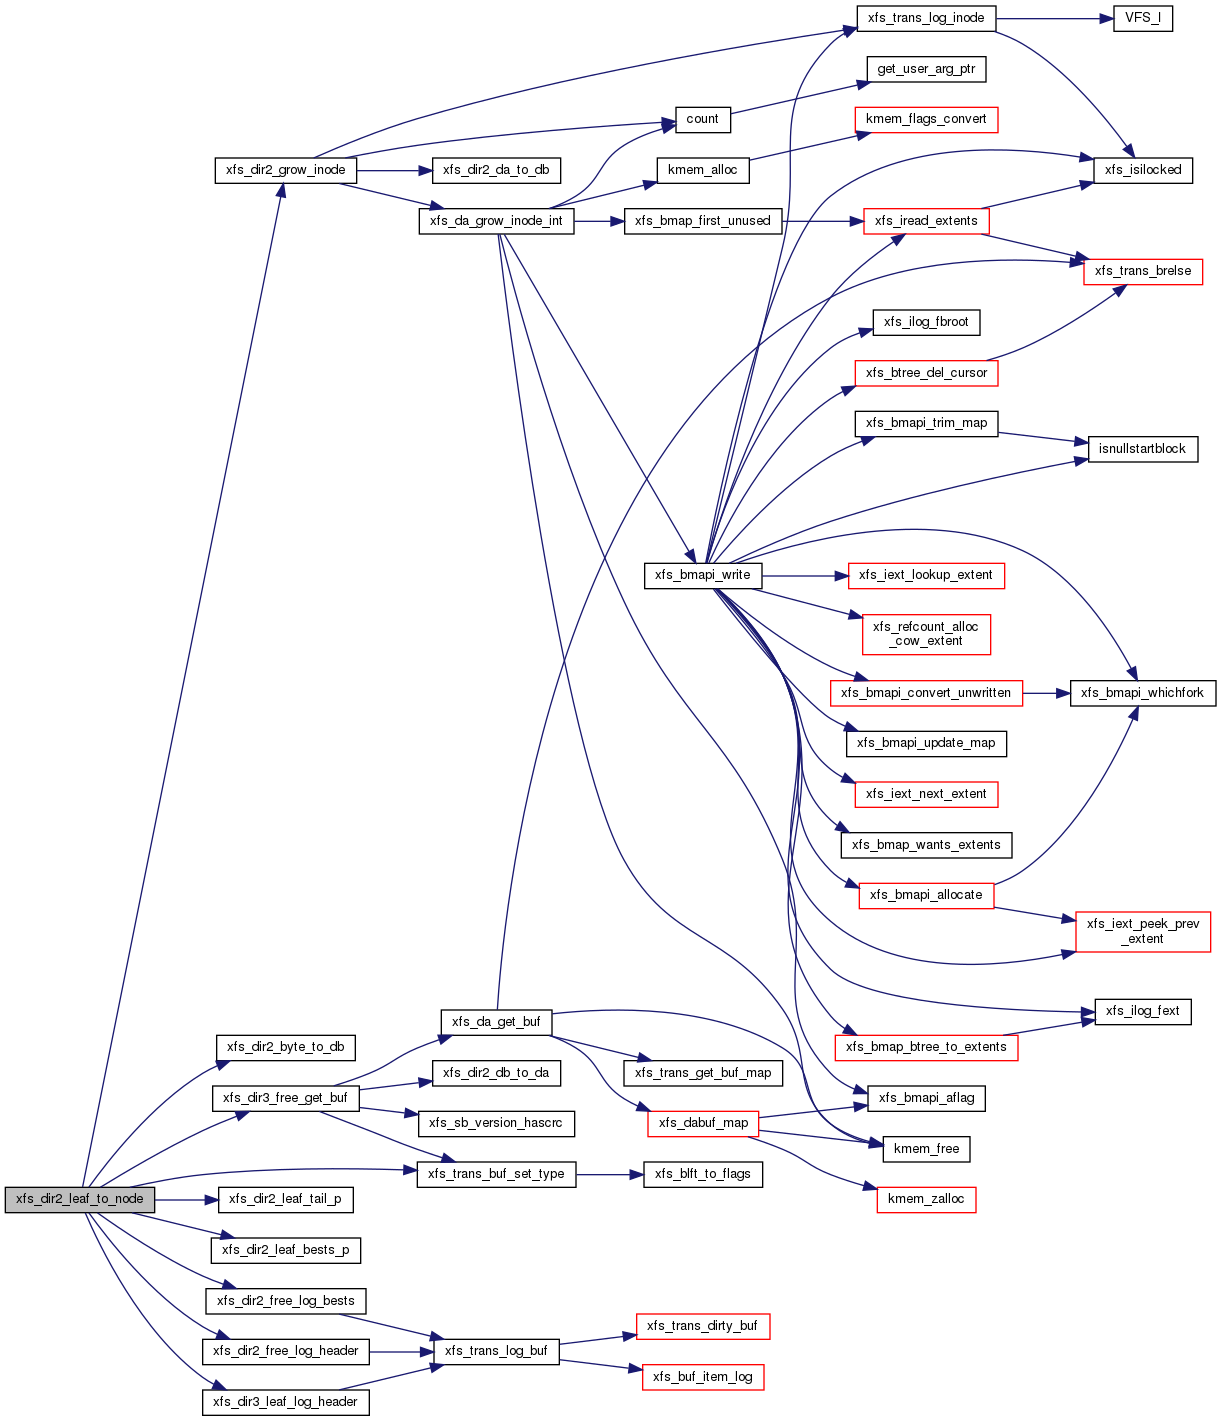 xfs_trans_log_inode
VFS_I
get_user_arg_ptr
count
kmem_flags_convert
xfs_dir2_grow_inode
xfs_dir2_da_to_db
kmem_alloc
xfs_isilocked
xfs_da_grow_inode_int
xfs_bmap_first_unused
xfs_iread_extents
xfs_trans_brelse
xfs_ilog_fbroot
xfs_btree_del_cursor
xfs_bmapi_trim_map
isnullstartblock
xfs_bmapi_write
xfs_iext_lookup_extent
xfs_refcount_alloc
_cow_extent
xfs_bmapi_convert_unwritten
xfs_bmapi_whichfork
xfs_bmapi_update_map
xfs_iext_next_extent
xfs_bmap_wants_extents
xfs_bmapi_allocate
xfs_iext_peek_prev
_extent
xfs_ilog_fext
xfs_da_get_buf
xfs_dir2_byte_to_db
xfs_bmap_btree_to_extents
xfs_dir2_db_to_da
xfs_trans_get_buf_map
xfs_dir3_free_get_buf
xfs_bmapi_aflag
xfs_sb_version_hascrc
xfs_dabuf_map
kmem_free
xfs_trans_buf_set_type
xfs_blft_to_flags
xfs_dir2_leaf_to_node
xfs_dir2_leaf_tail_p
kmem_zalloc
xfs_dir2_leaf_bests_p
xfs_dir2_free_log_bests
xfs_trans_dirty_buf
xfs_dir2_free_log_header
xfs_trans_log_buf
xfs_buf_item_log
xfs_dir3_leaf_log_header